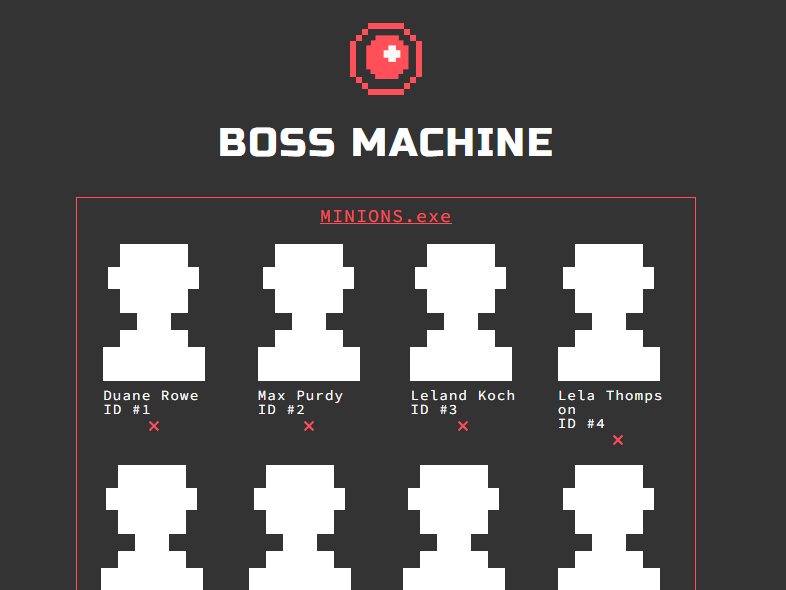 BOSS MACHINE
MINIONS.exe
Duane Rowe
ID #1
×
Max Purdy
ID #2
×
Leland Koch
ID #3
×
Lela Thomps
on
ID #4
×